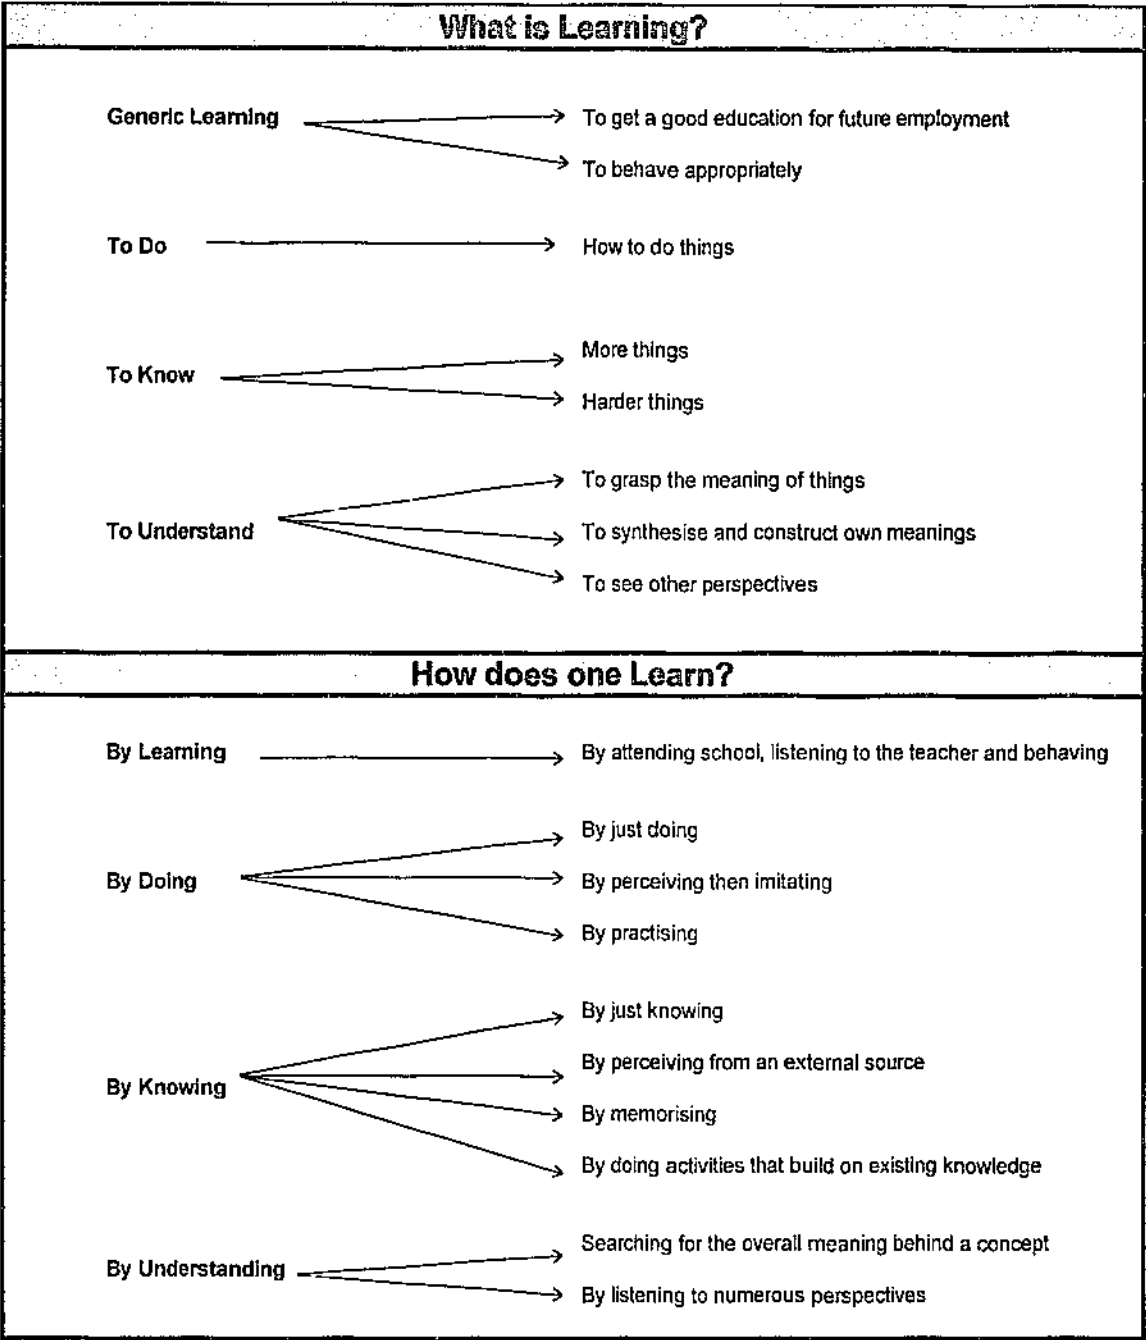 What is Learning?
Generic Learning
To get a good education for future employment
To behave appropriately
To Do
How to do things
To Know
More things
Harder things
To Understand
To grasp the meaning of things
To synthesise and construct own meanings
To see other perspectives
How does one Learn?
By Learning
By attending school, listening to the teacher and behaving
By Doing
By just doing
By perceiving then imitating
By practising
By Knowing
By just knowing
By perceiving from an external source
By memorising
By doing activities that build on existing knowledge
By Understanding
Searching for the overall meaning behind a concept
By listening to numerous perspectives